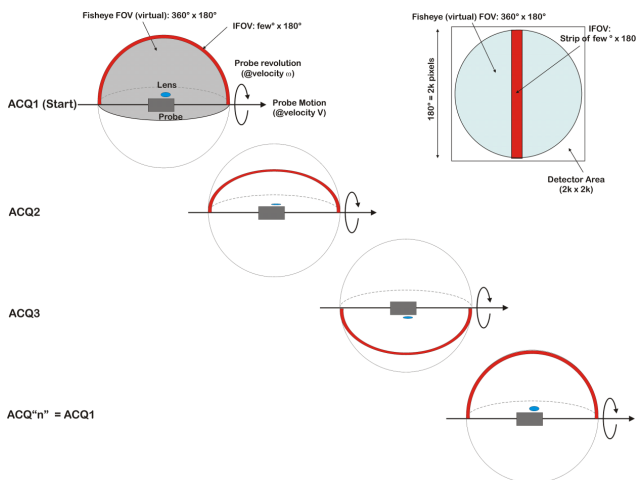 Fisheye FOV (virtual): 360° x 180°
IFOV: few° x 180°
Probe revolution
(@velocity ω)
Lens
ACQ1 (Start)
Probe Motion
(@velocity V)
Probe
Fisheye (virtual) FOV: 360° x 180°
IFOV:
Strip of few ° x 180
180° = 2k pixels
Detector Area
(2k x 2k)
ACQ2
ACQ3
ACQ“n” = ACQ1